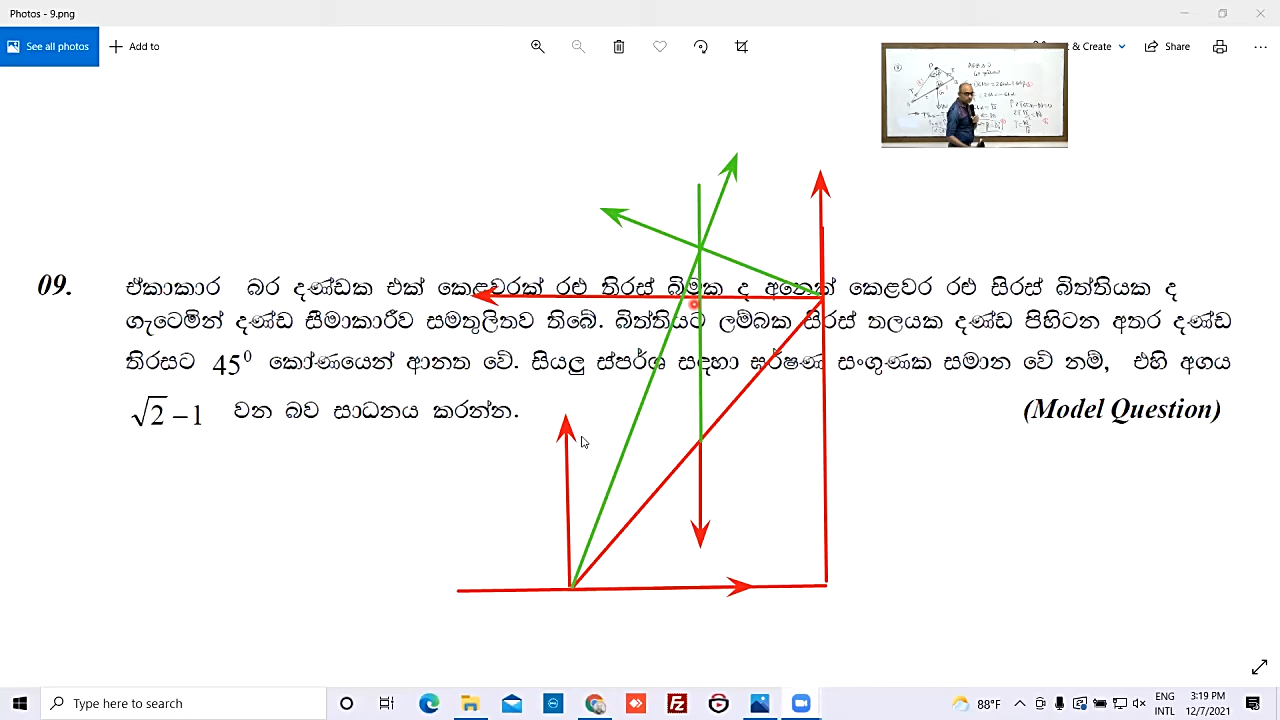 Photos - 9.png
See all photos
Add to
& Create
Share
09. ඒකාකාර බර දණ්ඩක එක් කෙළවරක් රළු තිරස් බිමක ද අනෙක් කෙළවර රළු සිරස් බිත්තියක ද
ගැටෙමින් දණ්ඩ සීමාකාරීව සමතුලිතව තිබේ. බිත්තියට ලම්බක සිරස් තලයක දණ්ඩ පිහිටන අතර දණ්ඩ
තිරසට 45⁰ කෝණයෙන් ආනත වේ. සියලු ස්පර්ශ සඳහා ඝර්ෂණ සංගුණක සමාන වේ නම්, එහි අගය
√2 – 1 වන බව සාධනය කරන්න. (Model Question)
Type here to search
88°F
ENG
INTL
3:19 PM
12/7/2021